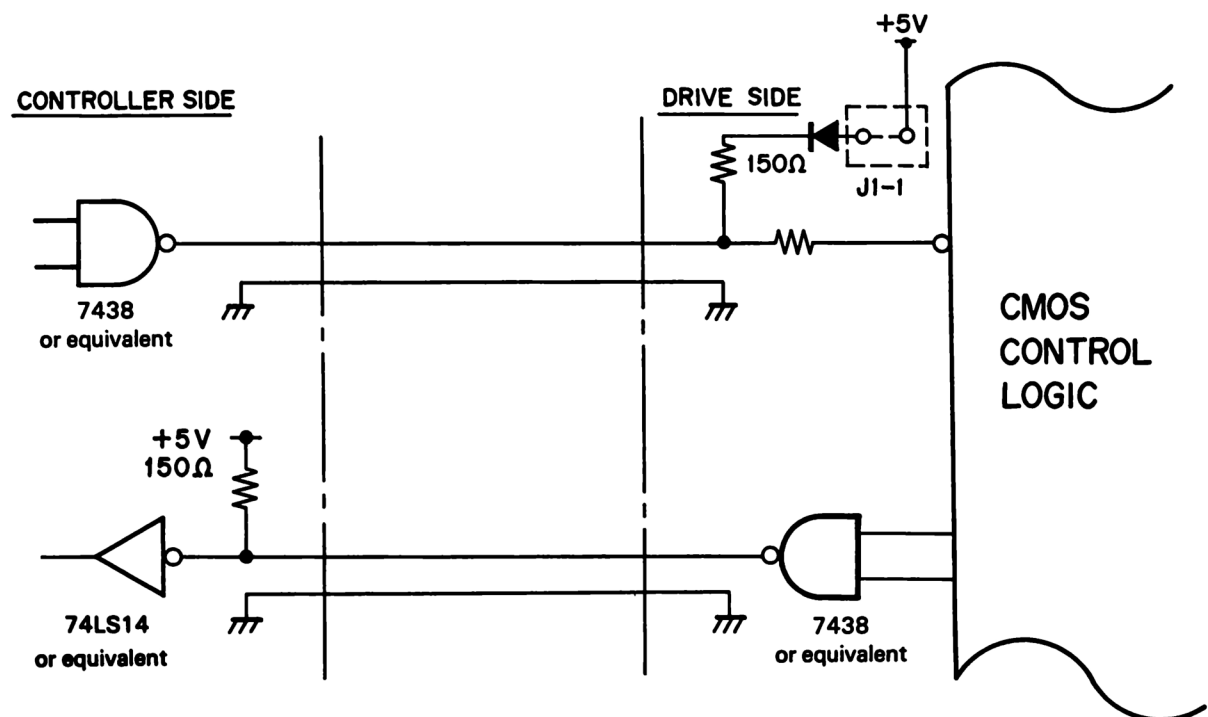 +5V
CONTROLLER SIDE
DRIVE SIDE
150Ω
J1-1
7438
or equivalent
CMOS
CONTROL
LOGIC
+5V
150Ω
74LS14
or equivalent
7438
or equivalent